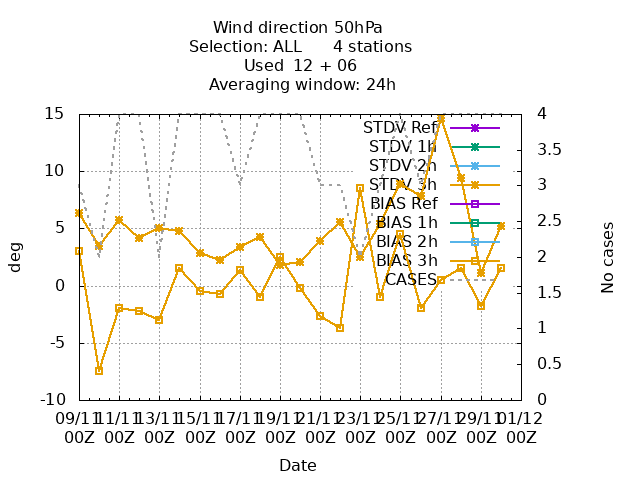 Wind direction 50hPa
Selection: ALL 4 stations
Used 12 + 06
Averaging window: 24h
deg
15
10
5
0
-5
-10
No cases
4
3.5
3
2.5
2
1.5
1
0.5
0
STDV Ref
STDV 1h
STDV 2h
STDV 3h
BIAS Ref
BIAS 1h
BIAS 2h
BIAS 3h
CASES
09/11 11/11 13/11 15/11 17/11 19/11 21/11 23/11 25/11 27/11 29/11 01/12
00Z 00Z 00Z 00Z 00Z 00Z 00Z 00Z 00Z 00Z 00Z 00Z
Date